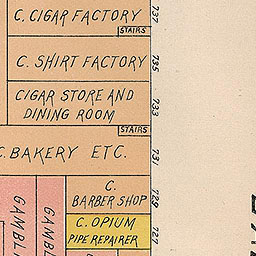 C. CIGAR FACTORY
737
STAIRS
C. SHIRT FACTORY
735
CIGAR STORE AND
DINING ROOM
733
STAIRS
C. BAKERY ETC.
731
C.
BARBER SHOP
729
C. OPIUM
PIPE REPAIRER
727
GAMBL
GAMBL